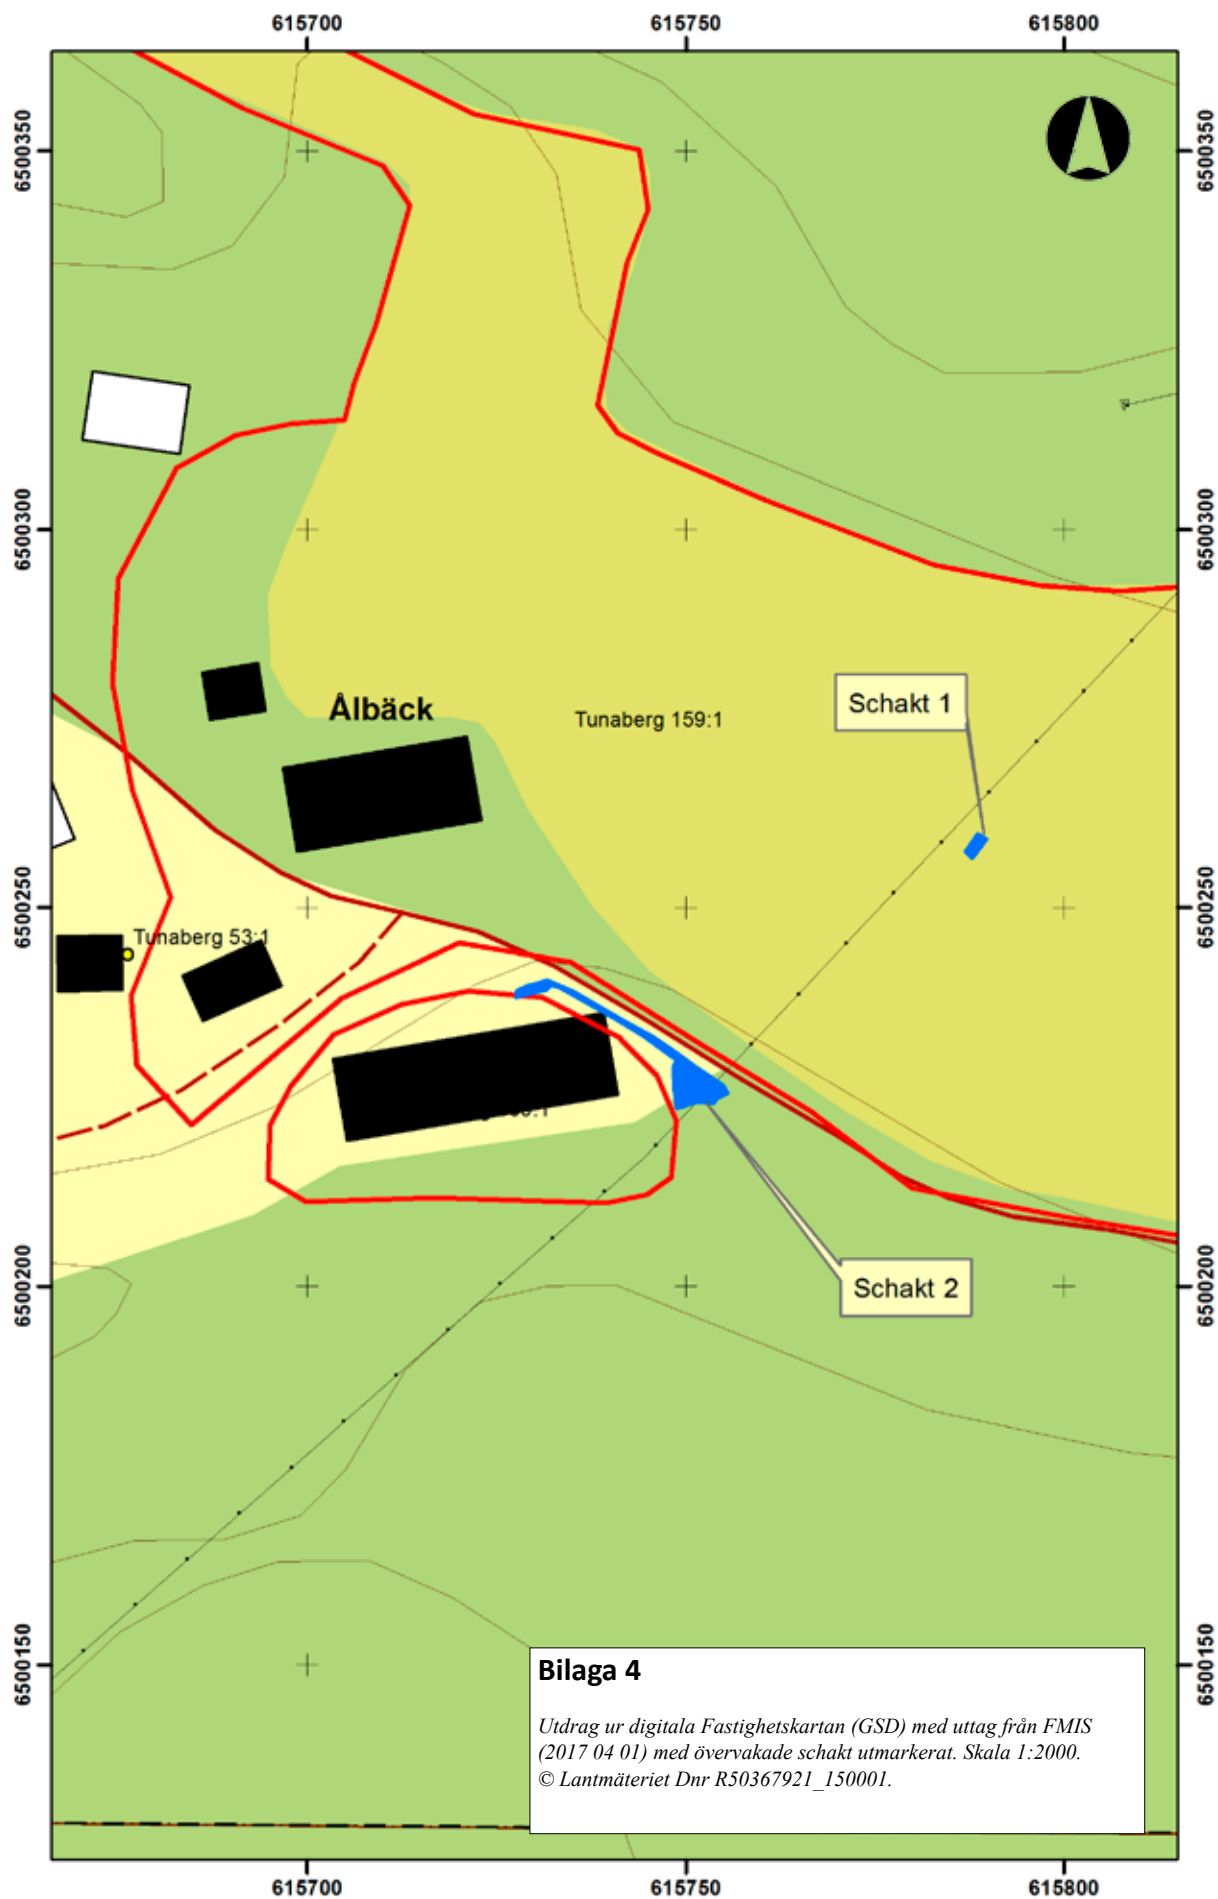 615700 615750 615800
6500350 6500350
6500300 6500300
Schakt 1
Ålbäck
Tunaberg 159:1
6500250 6500250
Tunaberg 53:1
6500200 6500200
Schakt 2
6500150 6500150
Bilaga 4
Utdrag ur digitala Fastighetskartan (GSD) med uttag från FMIS
(2017 04 01) med övervakade schakt utmarkerat. Skala 1:2000.
© Lantmäteriet Dnr R50367921_150001.
615700 615750 615800